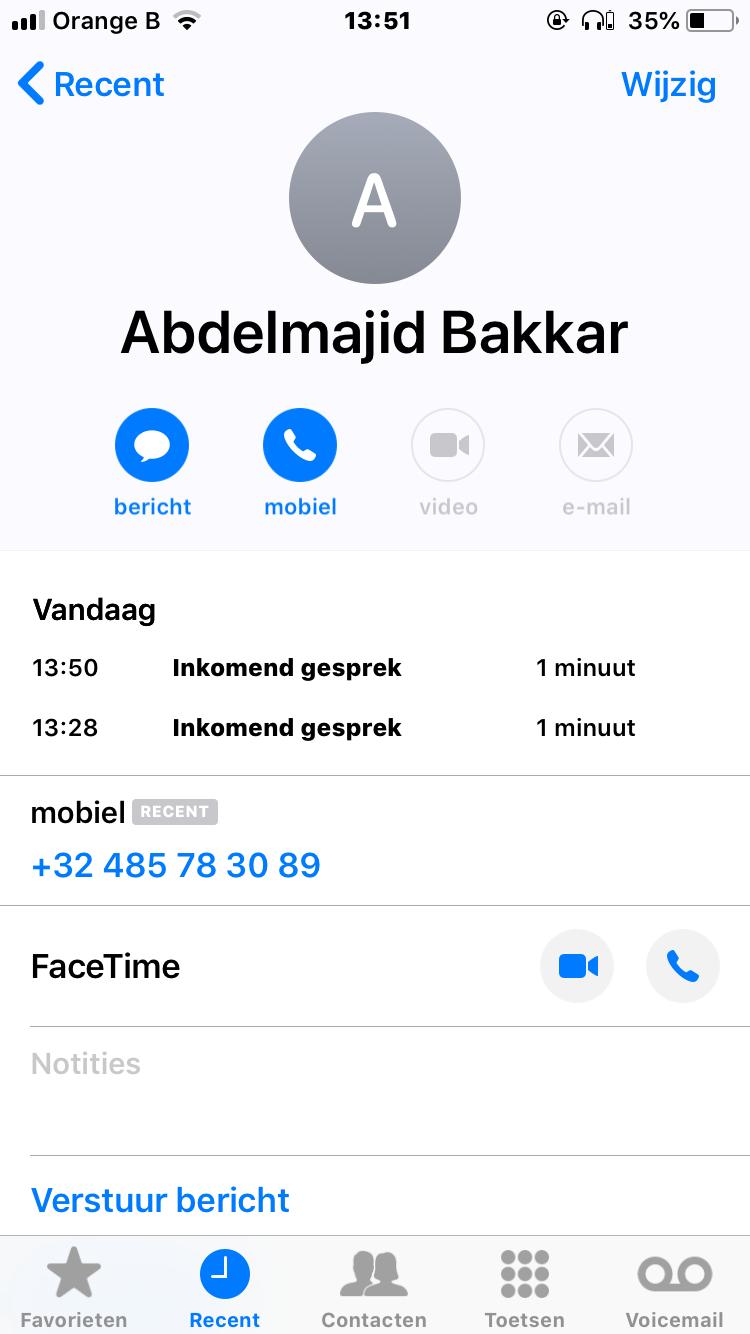 Orange B 13:51 35%
Recent Wijzig
A
Abdelmajid Bakkar
bericht mobiel video e-mail
Vandaag
13:50 Inkomend gesprek 1 minuut
13:28 Inkomend gesprek 1 minuut
mobiel RECENT
+32 485 78 30 89
FaceTime
Notities
Verstuur bericht
Favorieten Recent Contacten Toetsen Voicemail